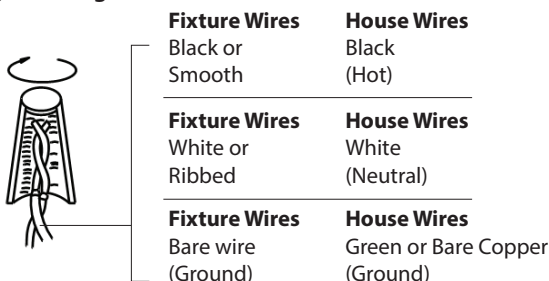 Fixture Wires House Wires
Black or Black
Smooth (Hot)
Fixture Wires House Wires
White or White
Ribbed (Neutral)
Fixture Wires House Wires
Bare wire Green or Bare Copper
(Ground) (Ground)